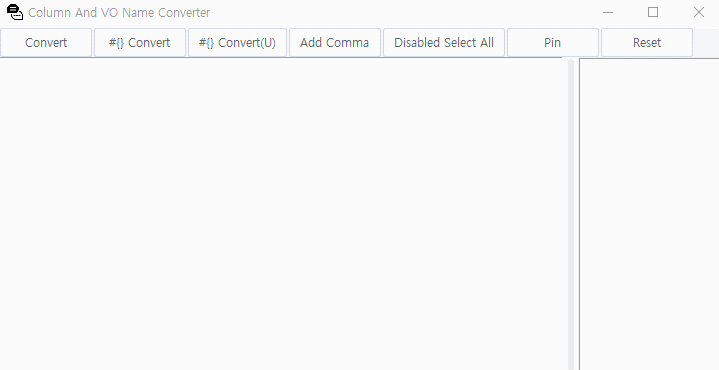 Column And VO Name Converter
Convert #{} Convert #{} Convert(U) Add Comma Disabled Select All Pin Reset